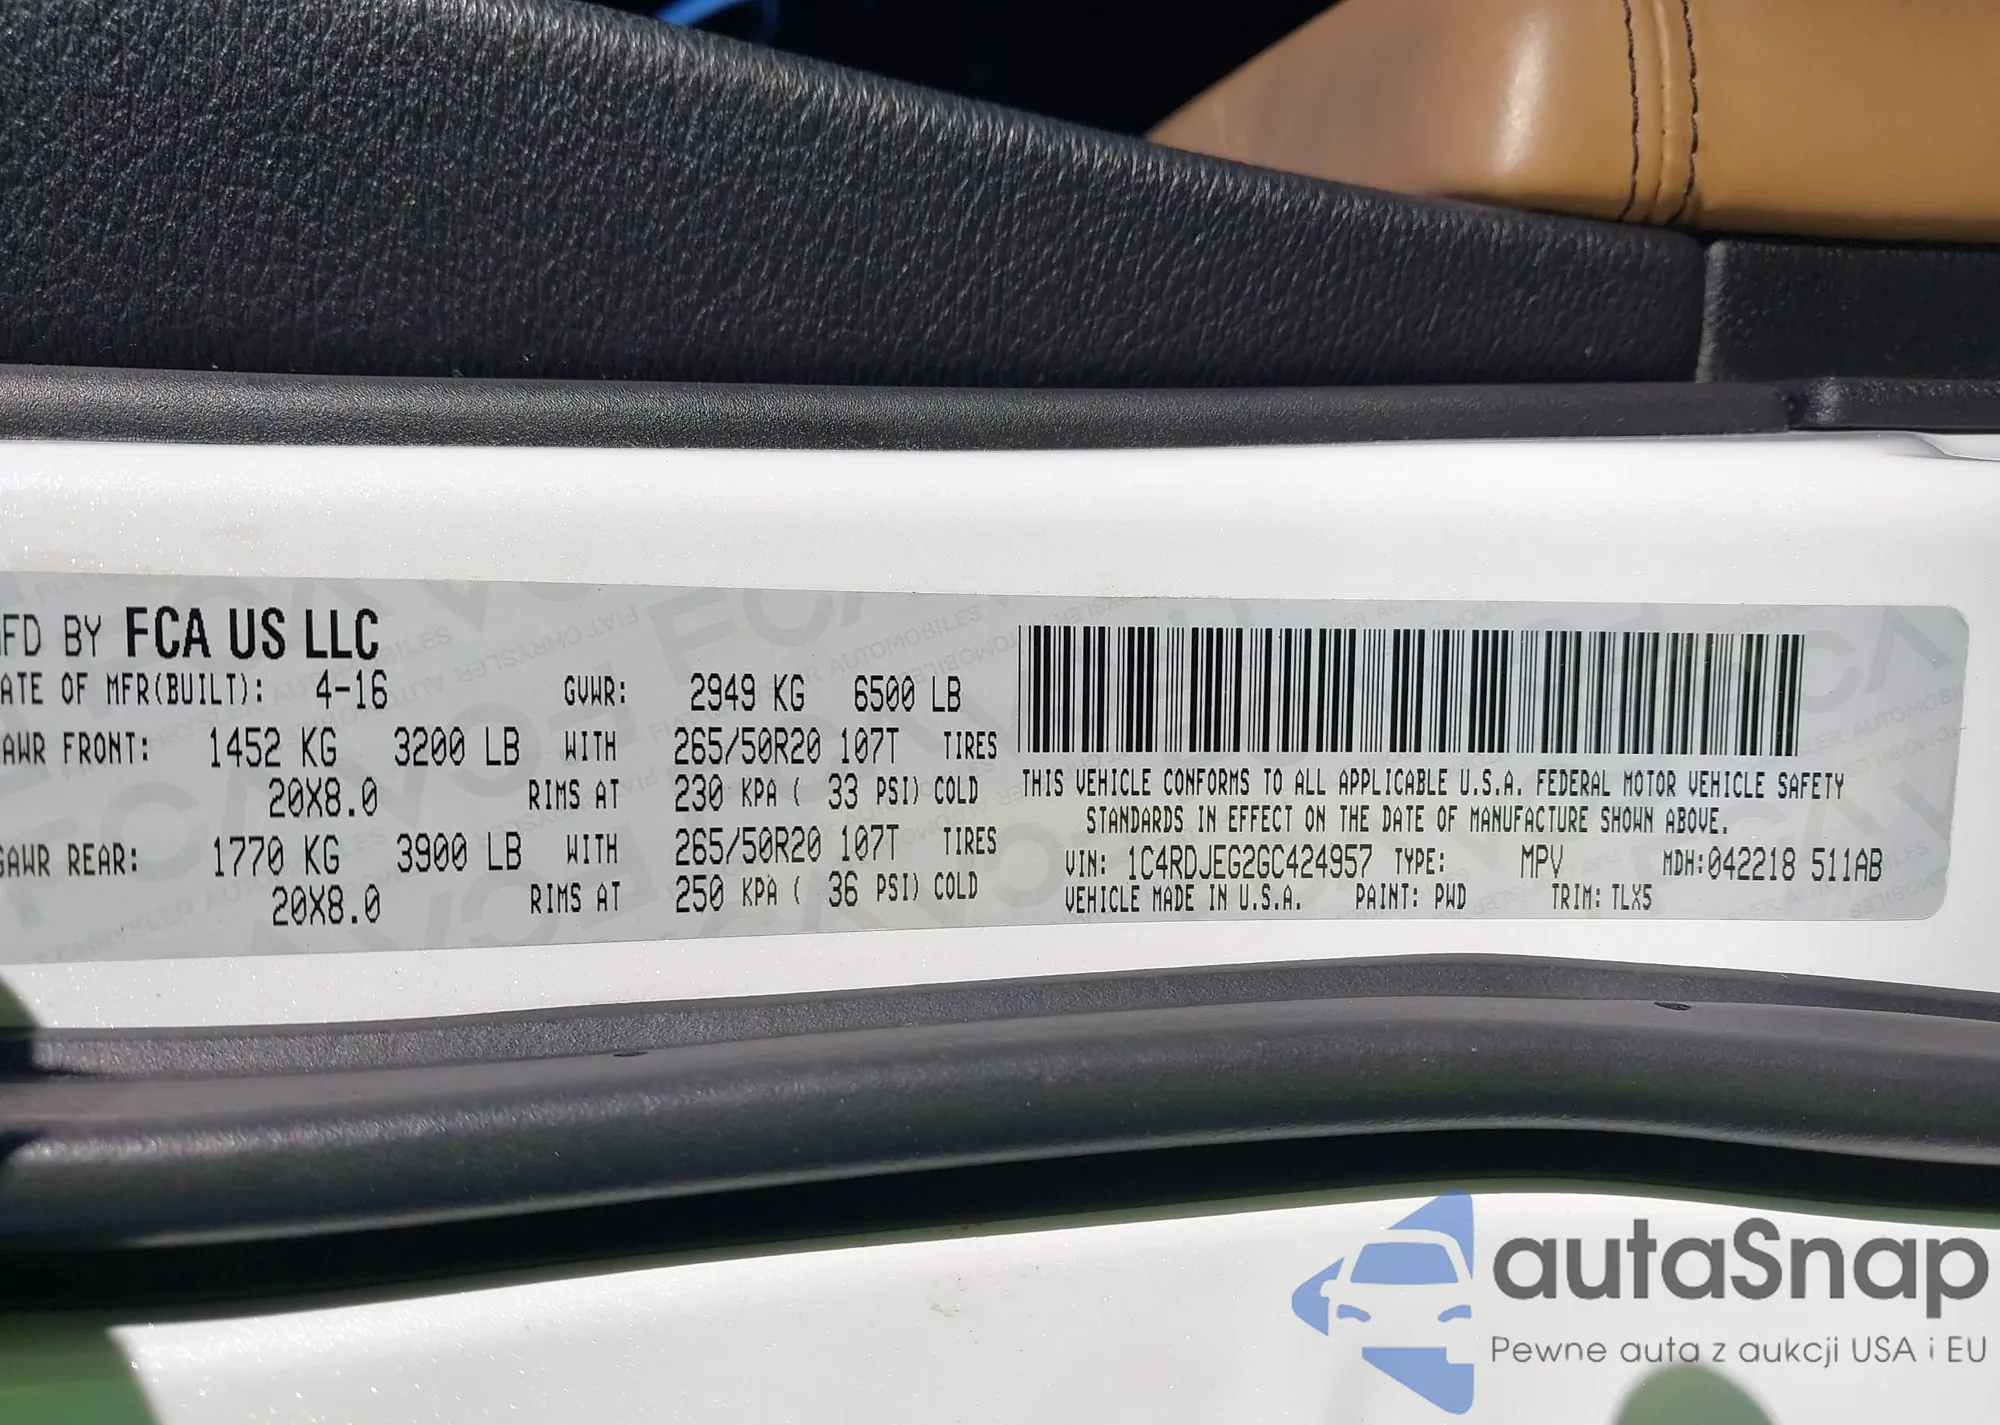 MFD BY FCA US LLC
DATE OF MFR(BUILT): 4-16 GVWR: 2949 KG 6500 LB
GAWR FRONT: 1452 KG 3200 LB WITH 265/50R20 107T TIRES
20X8.0 RIMS AT 230 KPA ( 33 PSI) COLD
GAWR REAR: 1770 KG 3900 LB WITH 265/50R20 107T TIRES
20X8.0 RIMS AT 250 KPA ( 36 PSI) COLD
THIS VEHICLE CONFORMS TO ALL APPLICABLE U.S.A. FEDERAL MOTOR VEHICLE SAFETY
STANDARDS IN EFFECT ON THE DATE OF MANUFACTURE SHOWN ABOVE.
VIN: 1C4RDJEG2GC424957 TYPE: MPV MDH:042218 511AB
VEHICLE MADE IN U.S.A. PAINT: PWD TRIM: TLX5
autaSnap
Pewne auta z aukcji USA i EU